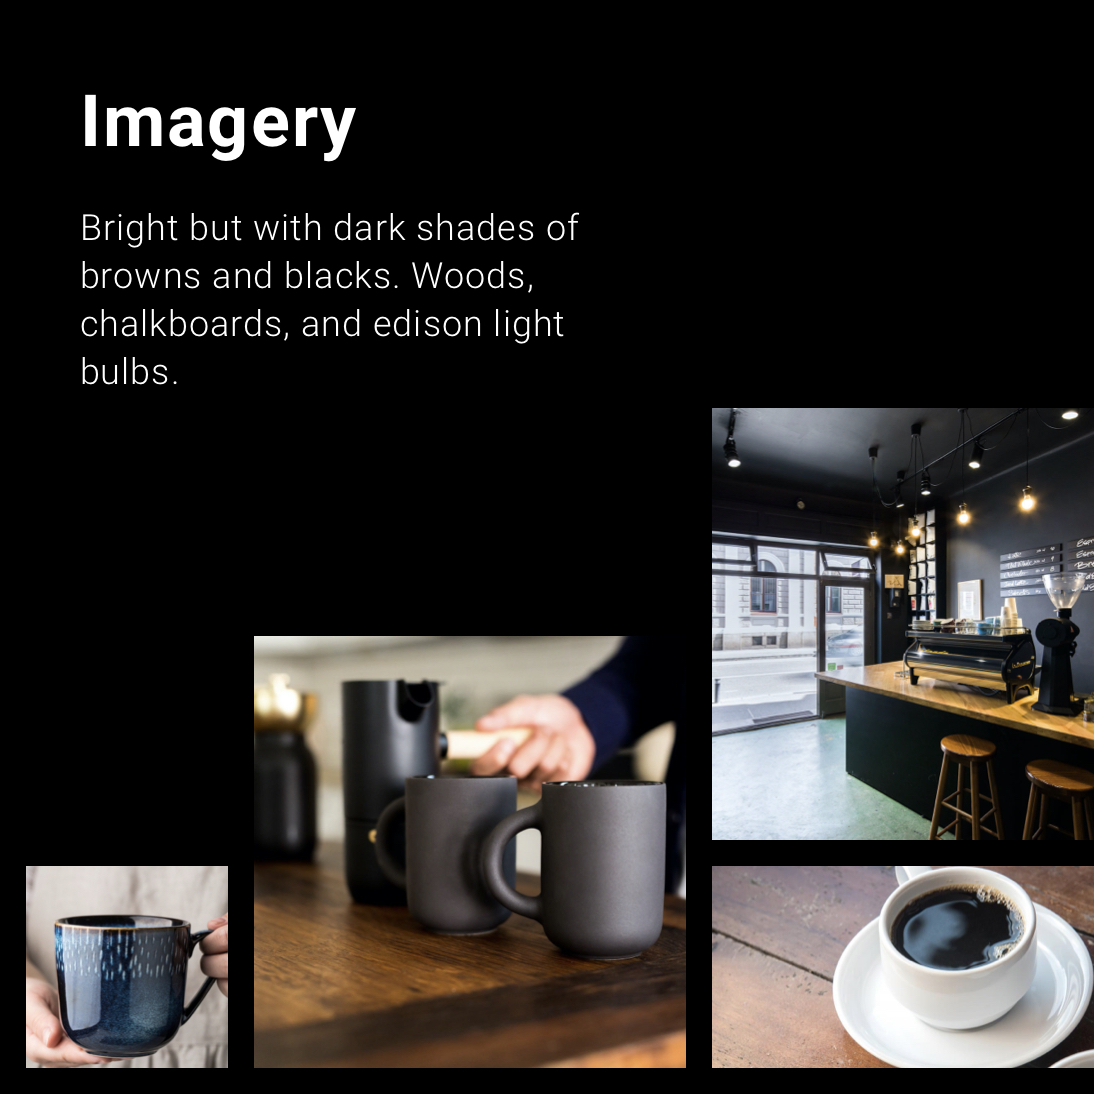 Imagery
Bright but with dark shades of
browns and blacks. Woods,
chalkboards, and edison light
bulbs.